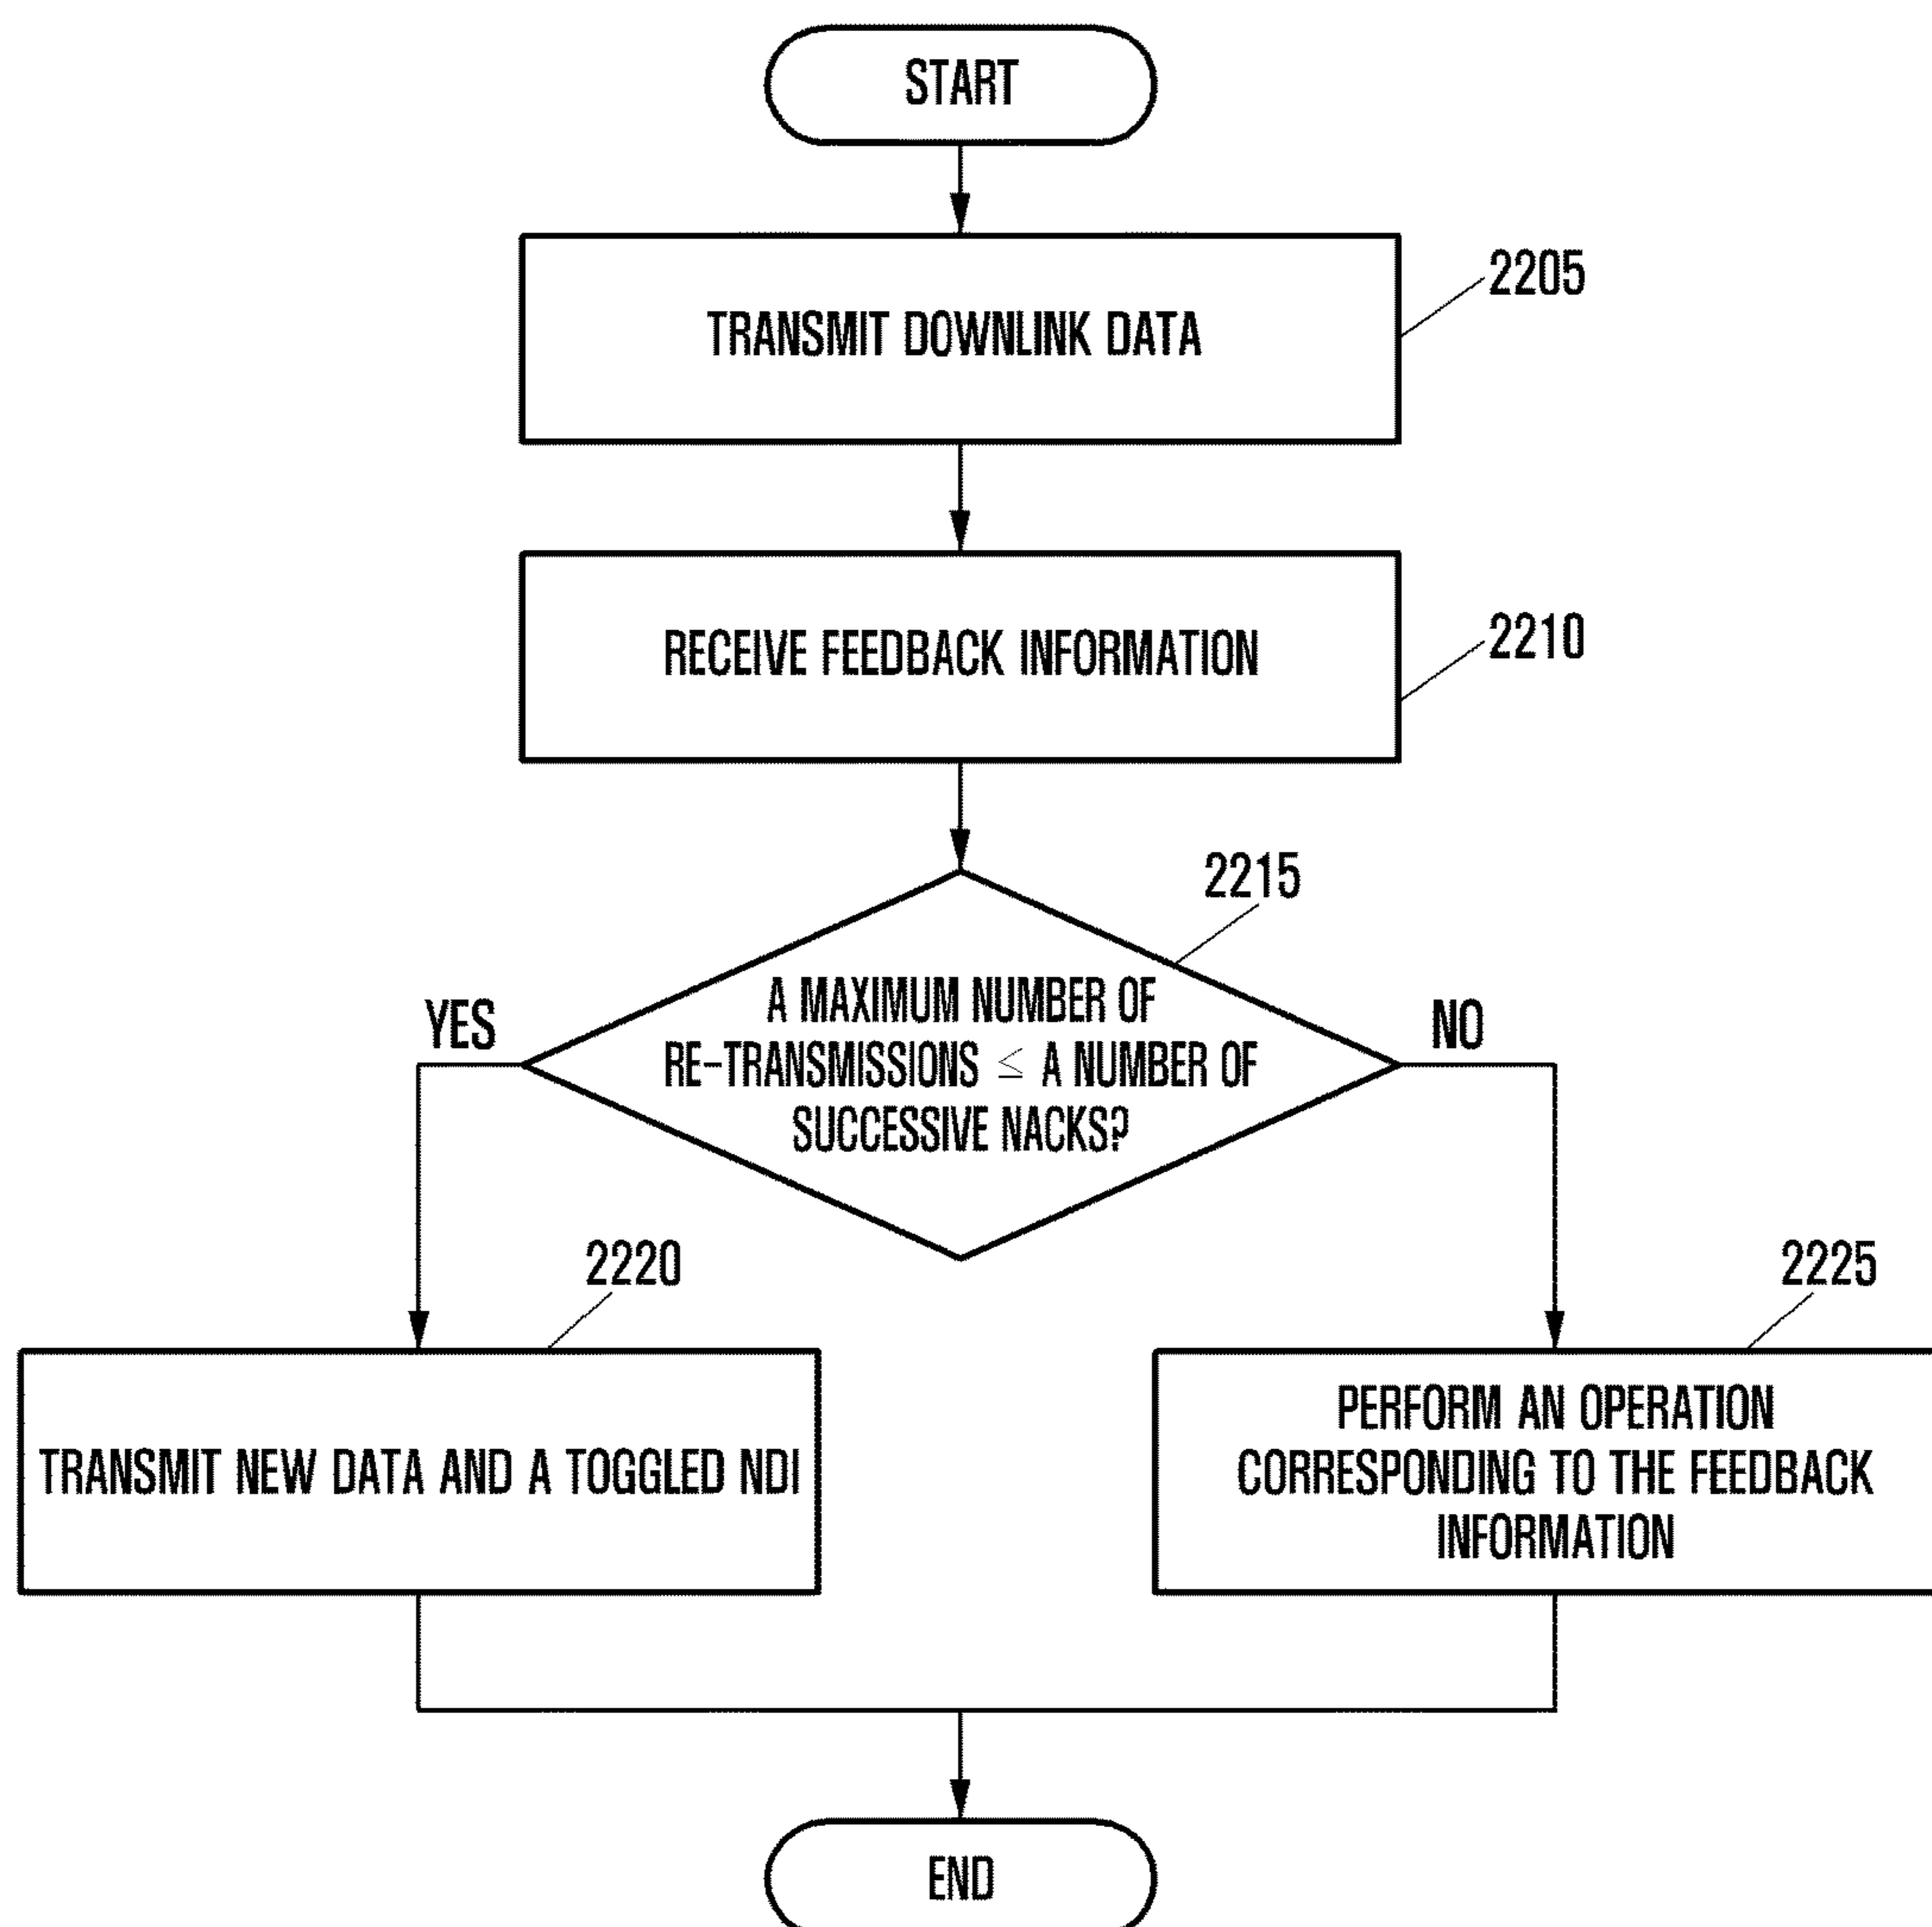 START
TRANSMIT DOWNLINK DATA
2205
RECEIVE FEEDBACK INFORMATION
2210
2215
A MAXIMUM NUMBER OF
RE-TRANSMISSIONS ≤ A NUMBER OF
SUCCESSIVE NACKS?
YES
NO
2220
2225
TRANSMIT NEW DATA AND A TOGGLED NDI
PERFORM AN OPERATION
CORRESPONDING TO THE FEEDBACK
INFORMATION
END